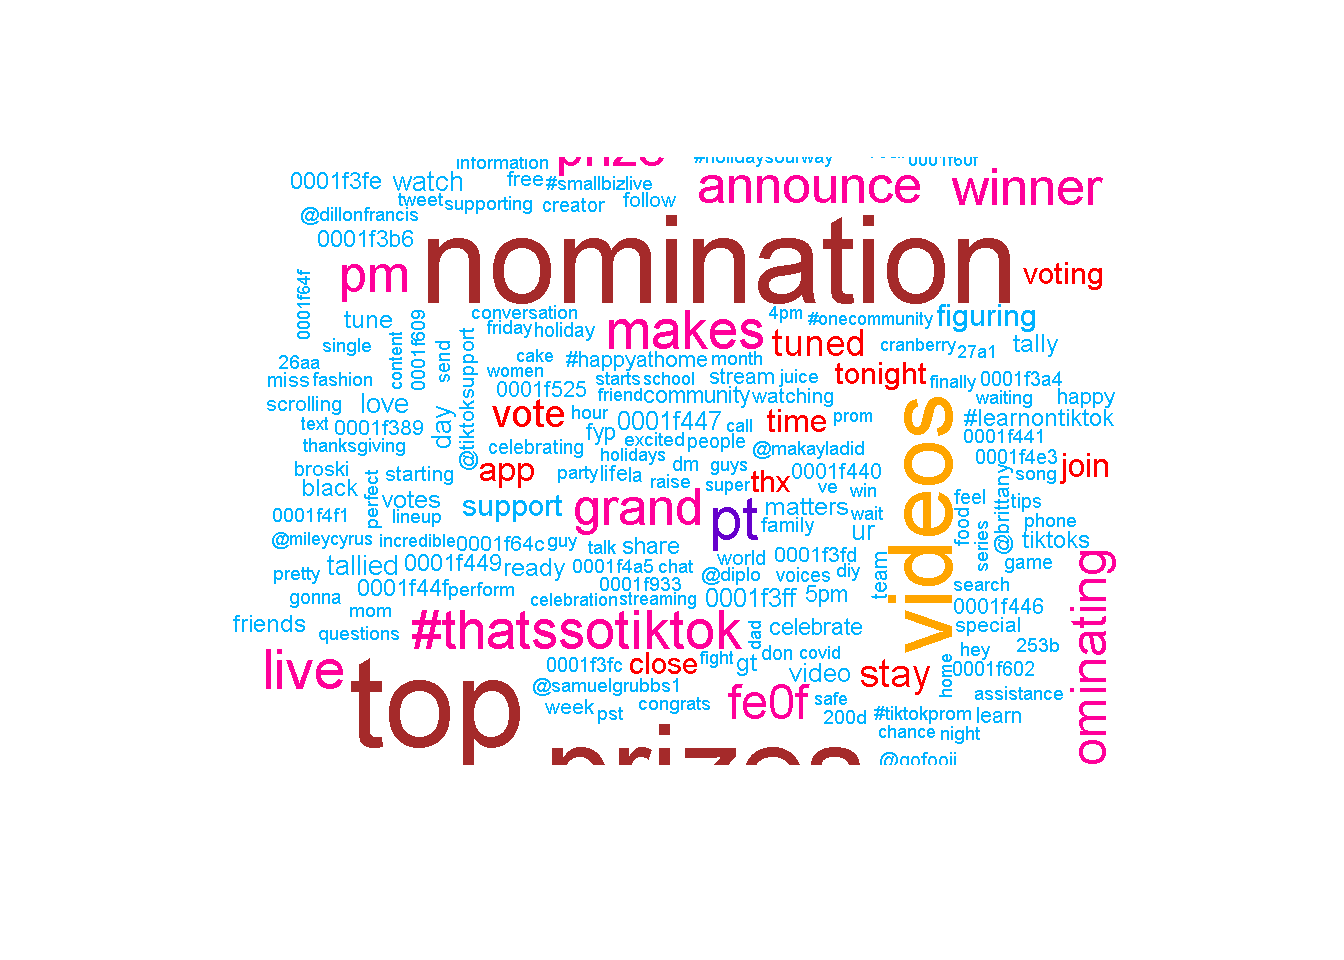 information prize #holidaysourway 0001f60f
0001f3fe watch free #smallbizlive announce winner
tweet supporting creator follow
@dillonfrancis
0001f3b6 nomination
pm voting
0001f64f
tune conversation 4pm #onecommunity figuring
0001f609 friday holiday makes tuned cranberry 27a1 tally
single content send @tiktoksupport cake #happyathome month
26aa women tonight finally 0001f3a4
miss fashion 0001f525 starts school stream juice waiting happy
scrolling love friend community watching
text 0001f389 day vote hour 0001f447 call time prom #learnontiktok
thanksgiving celebrating fyp excited people @makayladid 0001f441
broski starting app holidays dm guys 0001f440 videos 0001f4e3
black perfect party lifela raise super thx ve win song join
votes support grand pt matters feel tips
0001f4f1 lineup family wait ur food series @brittany phone
@mileycyrus incredible 0001f64c guy talk share world 0001f3fd tiktoks
pretty tallied 0001f449 ready 0001f4a5 chat @diplo voices diy team game
gonna 0001f44f perform 0001f933 search
mom celebration streaming 0001f3ff 5pm 0001f446 ominating
friends questions #thatssotiktok dad celebrate special
live 0001f3fc close fight gt don covid hey 253b
top @samuelgrubbs1 video stay home 0001f602
week pst congrats fe0f safe assistance
200d #tiktokprom learn
prizes chance night
@gofooji